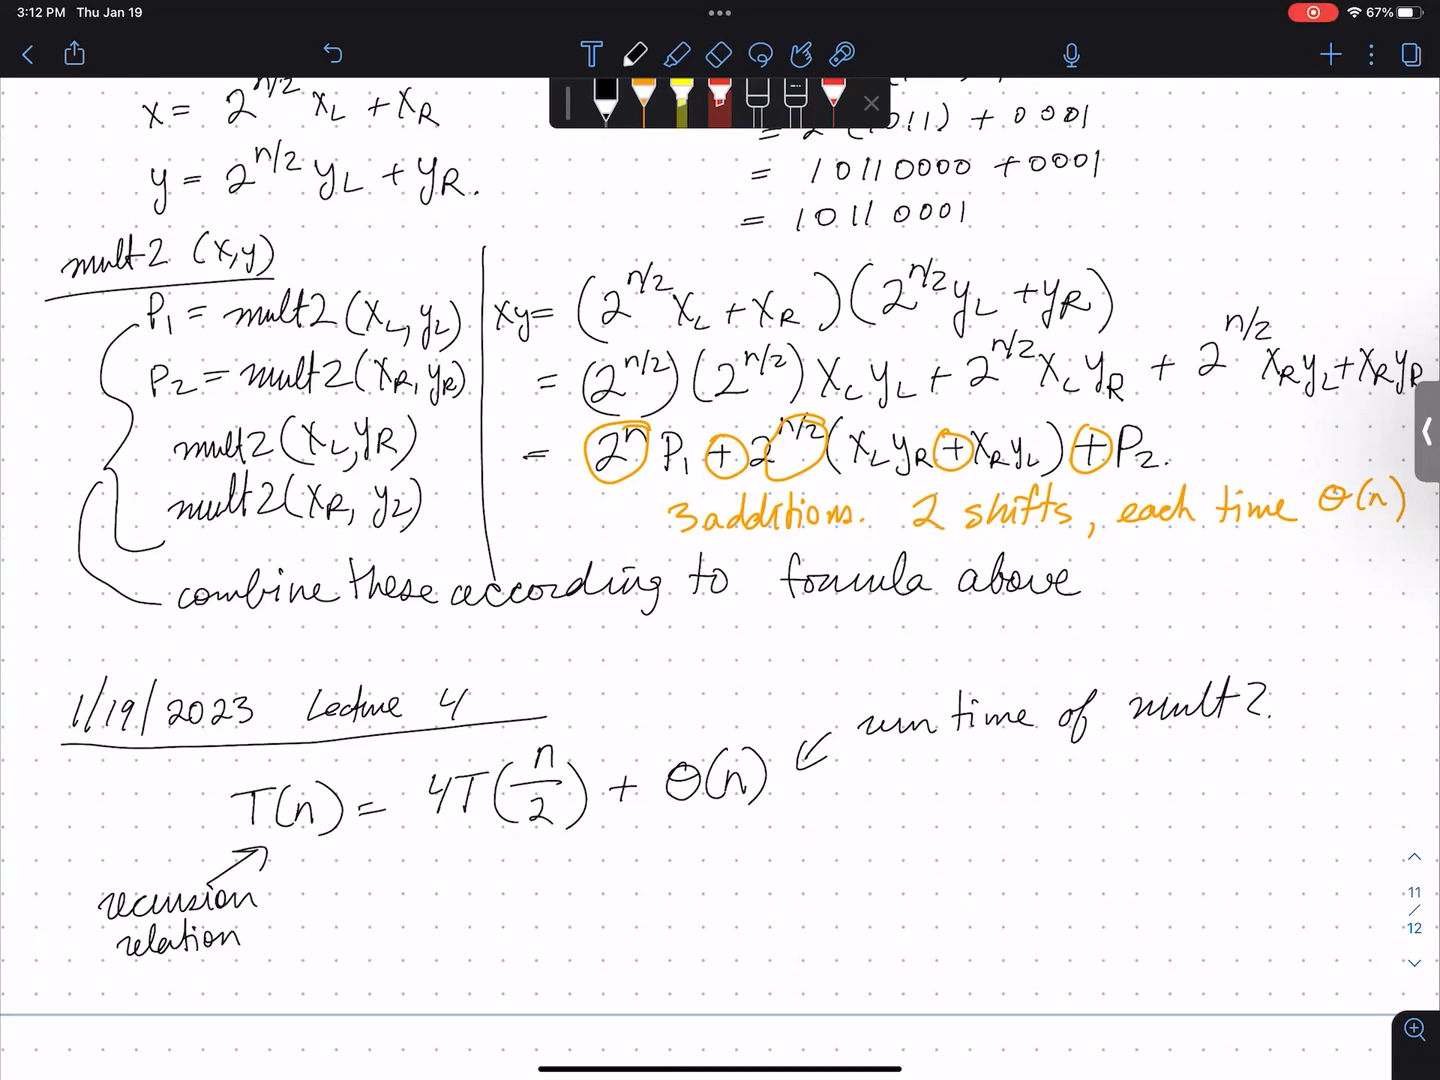 3:12 PM Thu Jan 19
67%
x = 2^{n/2} x_L + x_R
y = 2^{n/2} y_L + y_R.
+ 0001
= 10110000 + 0001
= 10110001
mult2 (x,y)
P_1 = mult2(x_L, y_L)
P_2 = mult2(x_R, y_R)
mult2(x_L, y_R)
mult2(x_R, y_L)
xy = (2^{n/2} x_L + x_R)(2^{n/2} y_L + y_R)
= (2^{n/2})(2^{n/2}) x_L y_L + 2^{n/2} x_L y_R + 2^{n/2} x_R y_L + x_R y_R
= 2^n P_1 + 2^{n/2} (x_L y_R + x_R y_L) + P_2.
3 additions. 2 shifts, each time Θ(n)
combine these according to formula above
1/19/2023 Lecture 4
run time of mult2.
T(n) = 4T(n/2) + Θ(n)
recursion
relation
11
/
12